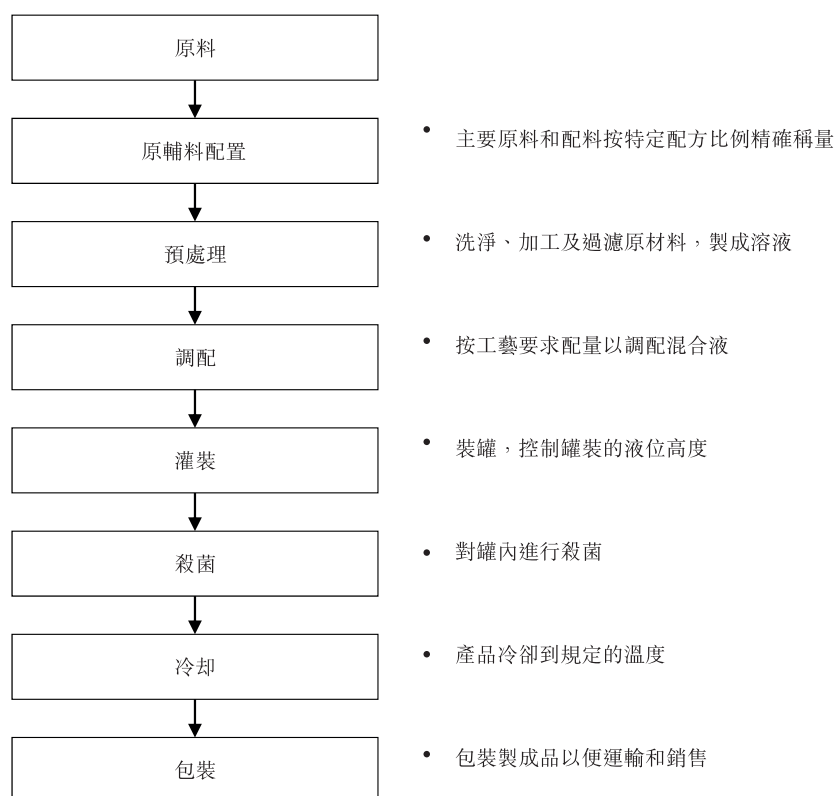 原料
原輔料配置
• 主要原料和配料按特定配方比例精確稱量
預處理
• 洗淨、加工及過濾原材料，製成溶液
調配
• 按工藝要求配量以調配混合液
灌裝
• 裝罐，控制罐裝的液位高度
殺菌
• 對罐內進行殺菌
冷却
• 產品冷卻到規定的溫度
包裝
• 包裝製成品以便運輸和銷售